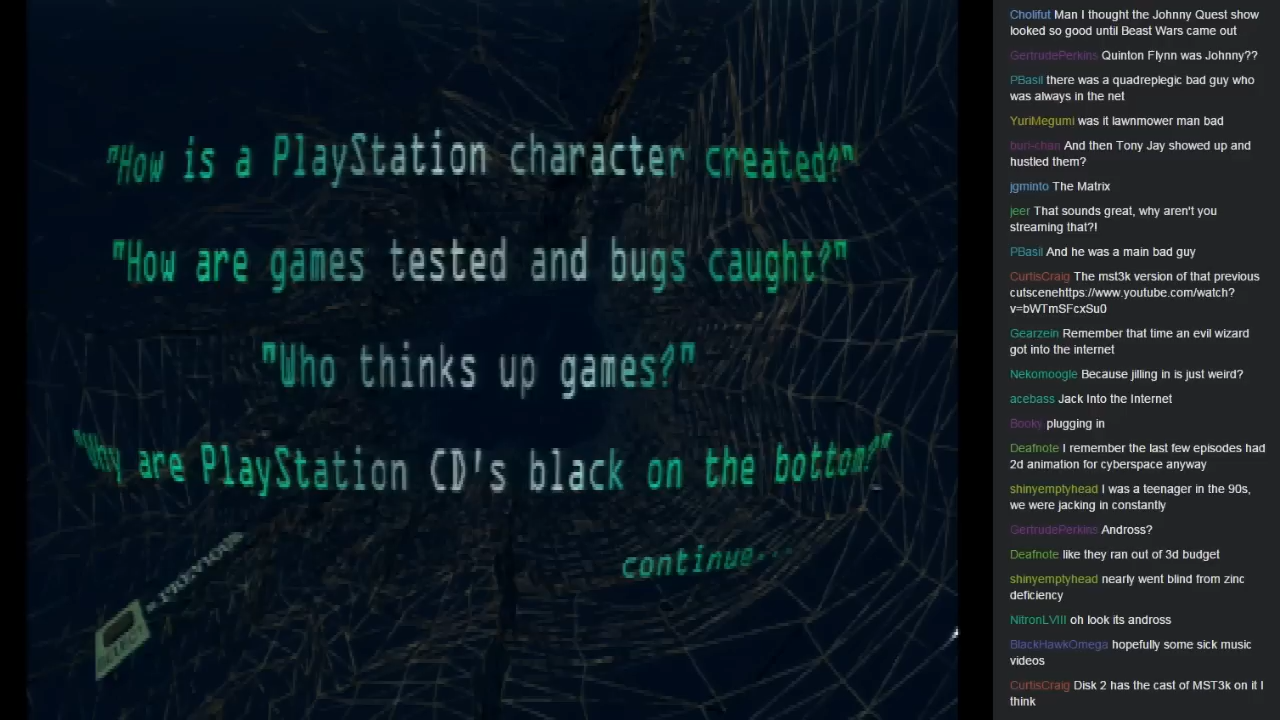 "How is a PlayStation character created?"
"How are games tested and bugs caught?"
"Who thinks up games?"
"Why are PlayStation CD's black on the bottom?"
continue...
= PREVIOUS
SELECT
Cholifut Man I thought the Johnny Quest show
looked so good until Beast Wars came out
GertrudePerkins Quinton Flynn was Johnny??
PBasil there was a quadreplegic bad guy who
was always in the net
YuriMegumi was it lawnmower man bad
buri-chan And then Tony Jay showed up and
hustled them?
jgminto The Matrix
jeer That sounds great, why aren't you
streaming that?!
PBasil And he was a main bad guy
CurtisCraig The mst3k version of that previous
cutscenehttps://www.youtube.com/watch?
v=bWTmSFcxSu0
Gearzein Remember that time an evil wizard
got into the internet
Nekomoogle Because jilling in is just weird?
acebass Jack Into the Internet
Booky plugging in
Deafnote I remember the last few episodes had
2d animation for cyberspace anyway
shinyemptyhead I was a teenager in the 90s,
we were jacking in constantly
GertrudePerkins Andross?
Deafnote like they ran out of 3d budget
shinyemptyhead nearly went blind from zinc
deficiency
NitronLVIII oh look its andross
BlackHawkOmega hopefully some sick music
videos
CurtisCraig Disk 2 has the cast of MST3k on it I
think